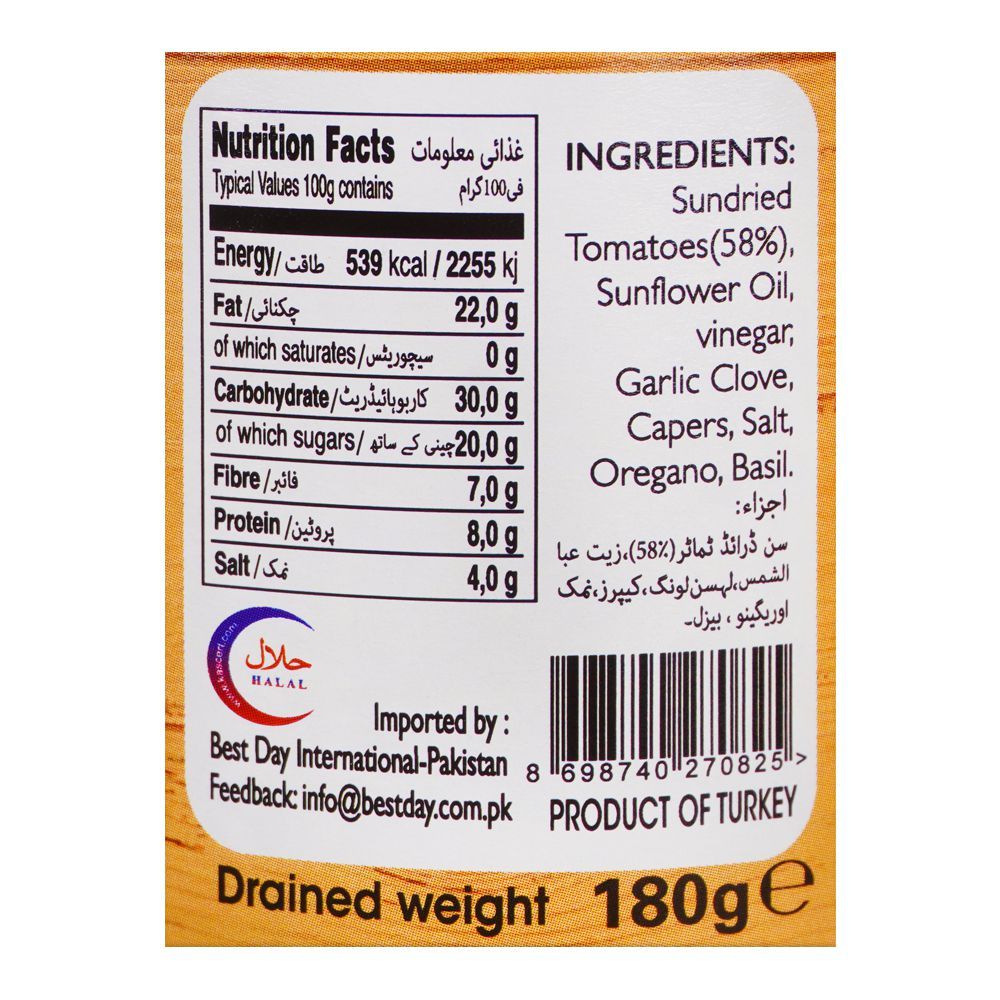 Nutrition Facts غذائی معلومات
Typical Values 100g contains فی100گرام
Energy/طاقت 539 kcal / 2255 kj
Fat/چکنائی 22,0 g
of which saturates/سیچوریٹس 0 g
Carbohydrate/کاربوہائیڈریٹ 30,0 g
of which sugars/چینی کے ساتھ 20,0 g
Fibre/فائبر 7,0 g
Protein/پروٹین 8,0 g
Salt/نمک 4,0 g
www.kascert.com
حلال
HALAL
Imported by :
Best Day International-Pakistan
Feedback: info@bestday.com.pk
INGREDIENTS:
Sundried
Tomatoes(58%),
Sunflower Oil,
vinegar,
Garlic Clove,
Capers, Salt,
Oregano, Basil.
اجزاء:
سن ڈرائڈ ٹماٹر(58٪)،زیت عبا
الشمس،لہسن لونگ،کیپرز،نمک
اوریگینو ، بیزل۔
8 698740 270825 >
PRODUCT OF TURKEY
Drained weight 180g e